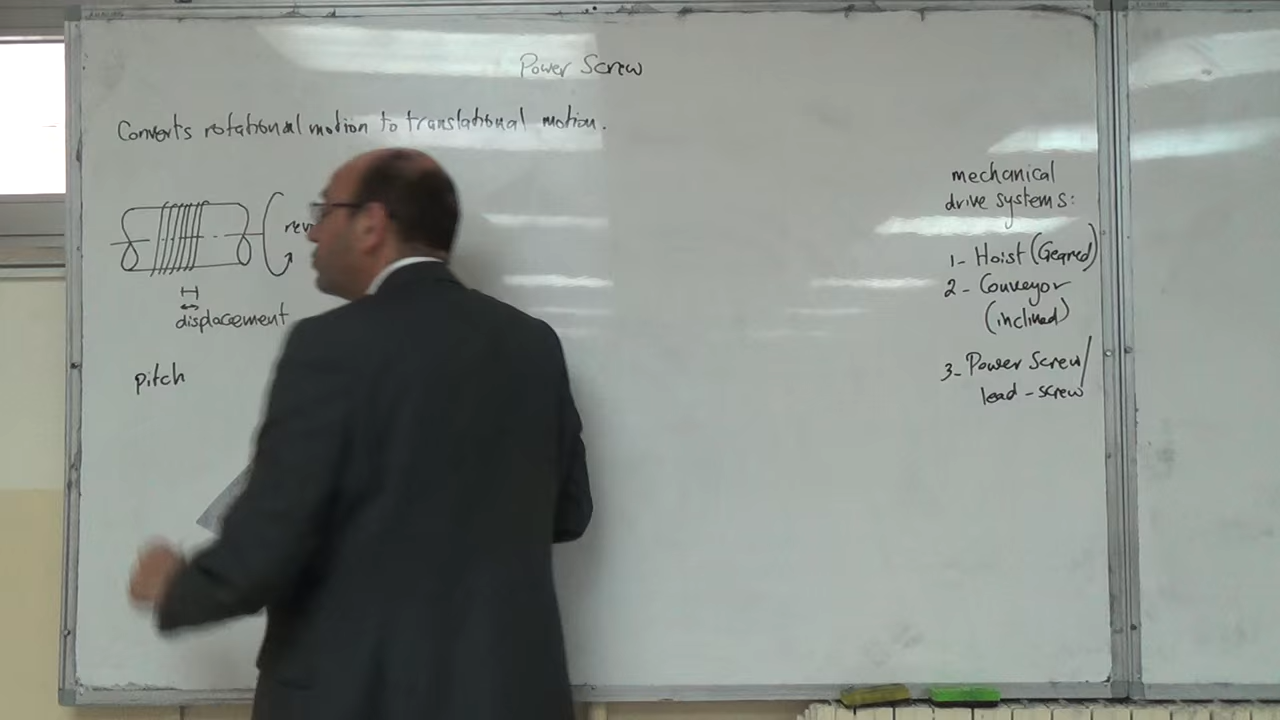 Power Screw
Converts rotational motion to translational motion.
displacement
pitch
mechanical
drive systems:
1- Hoist (Geared)
2- Conveyor
(inclined)
3- Power Screw/
lead-screw